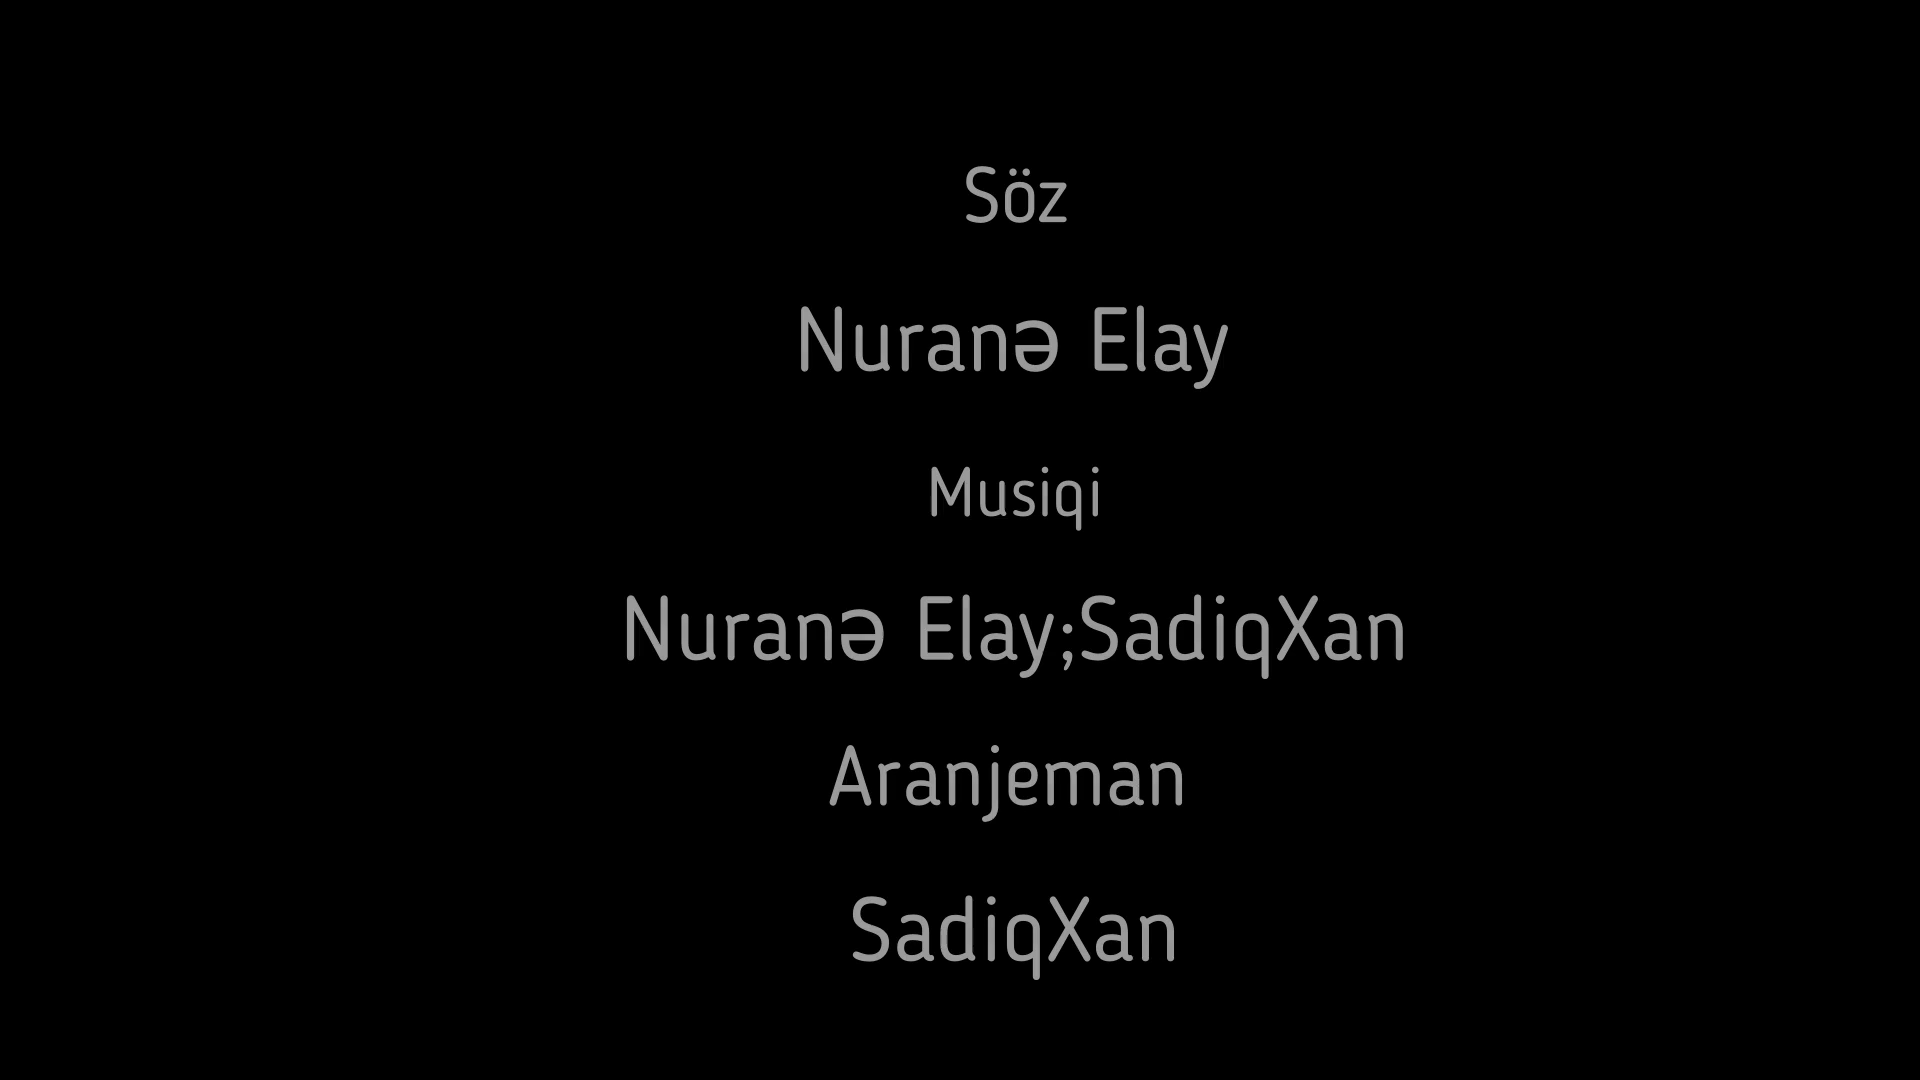 Söz
Nuranə Elay
Musiqi
Nuranə Elay;SadiqXan
Aranjeman
SadiqXan